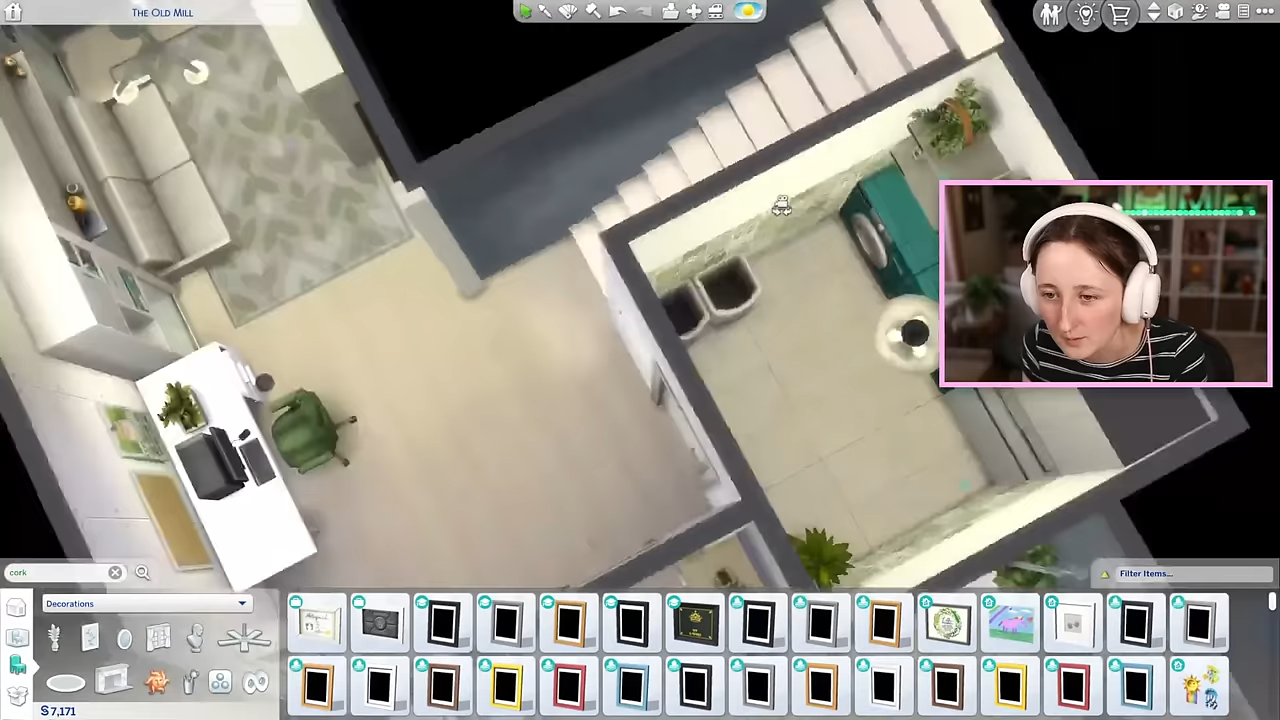 THE OLD MILL
cork
Filter Items...
Decorations
§7,171